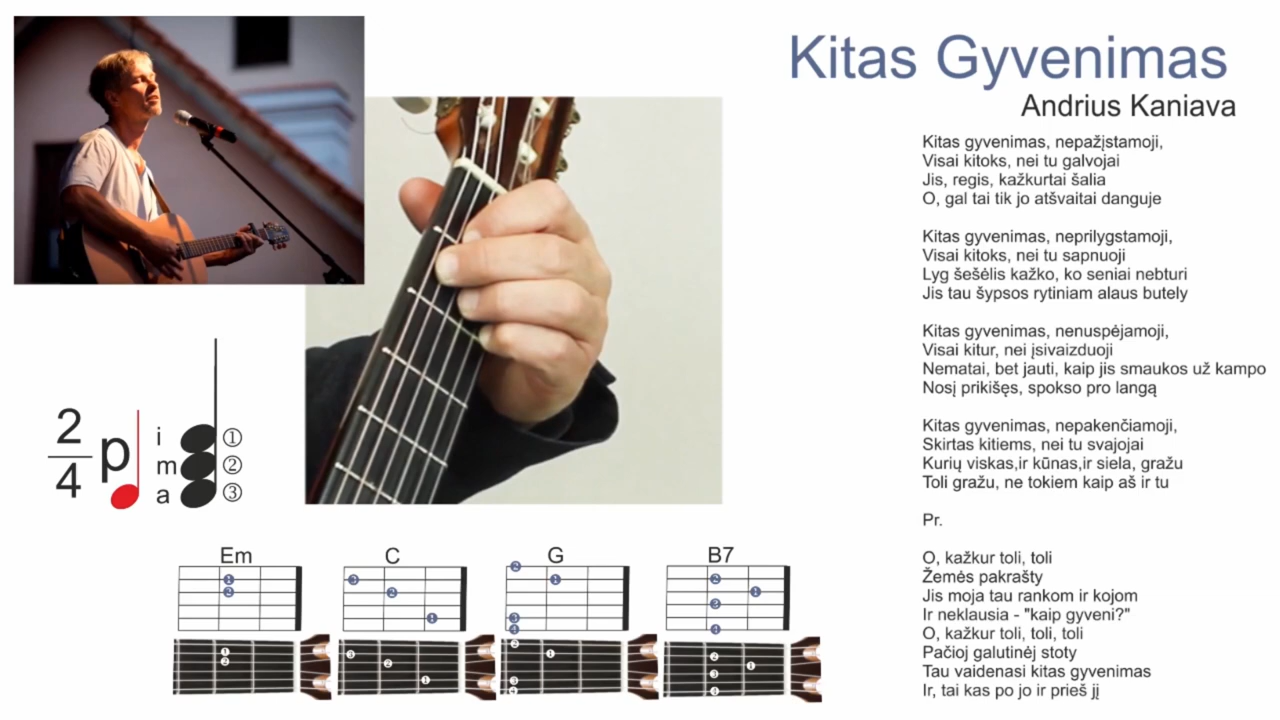 Kitas Gyvenimas
Andrius Kaniava
Kitas gyvenimas, nepažįstamoji,
Visai kitoks, nei tu galvojai
Jis, regis, kažkurtai šalia
O, gal tai tik jo atšvaitai danguje
Kitas gyvenimas, neprilygstamoji,
Visai kitoks, nei tu sapnuoji
Lyg šešėlis kažko, ko seniai nebturi
Jis tau šypsos rytiniam alaus butely
Kitas gyvenimas, nenuspėjamoji,
Visai kitur, nei įsivaizduoji
Nematai, bet jauti, kaip jis smaukos už kampo
Nosį prikišęs, spokso pro langą
Kitas gyvenimas, nepakenčiamoji,
Skirtas kitiems, nei tu svajojai
Kurių viskas,ir kūnas,ir siela, gražu
Toli gražu, ne tokiem kaip aš ir tu
Pr.
O, kažkur toli, toli
Žemės pakrašty
Jis moja tau rankom ir kojom
Ir neklausia - "kaip gyveni?"
O, kažkur toli, toli, toli
Pačioj galutinėj stoty
Tau vaidenasi kitas gyvenimas
Ir, tai kas po jo ir prieš jį
2
4
p
i ①
m ②
a ③
Em C G B7